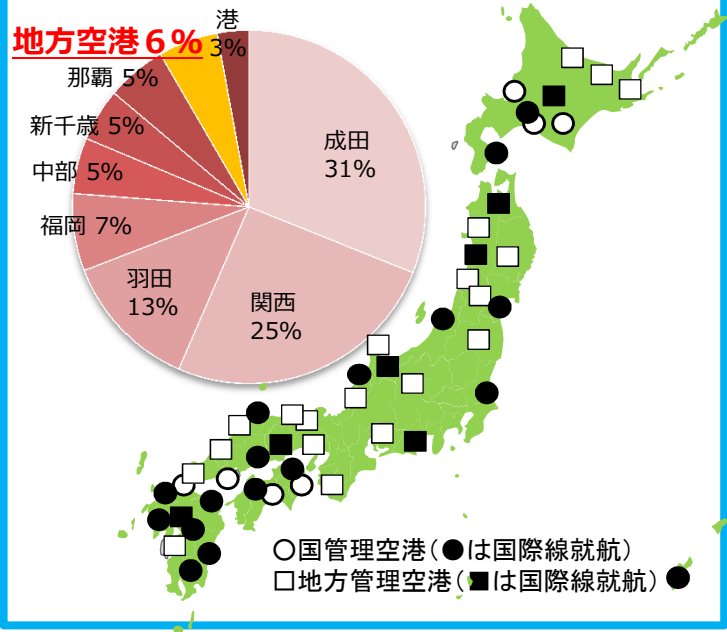 地方空港６%
港
3%
那覇 5%
新千歳 5%
中部 5%
福岡 7%
羽田
13%
関西
25%
成田
31%
○国管理空港(●は国際線就航)
□地方管理空港(■は国際線就航)